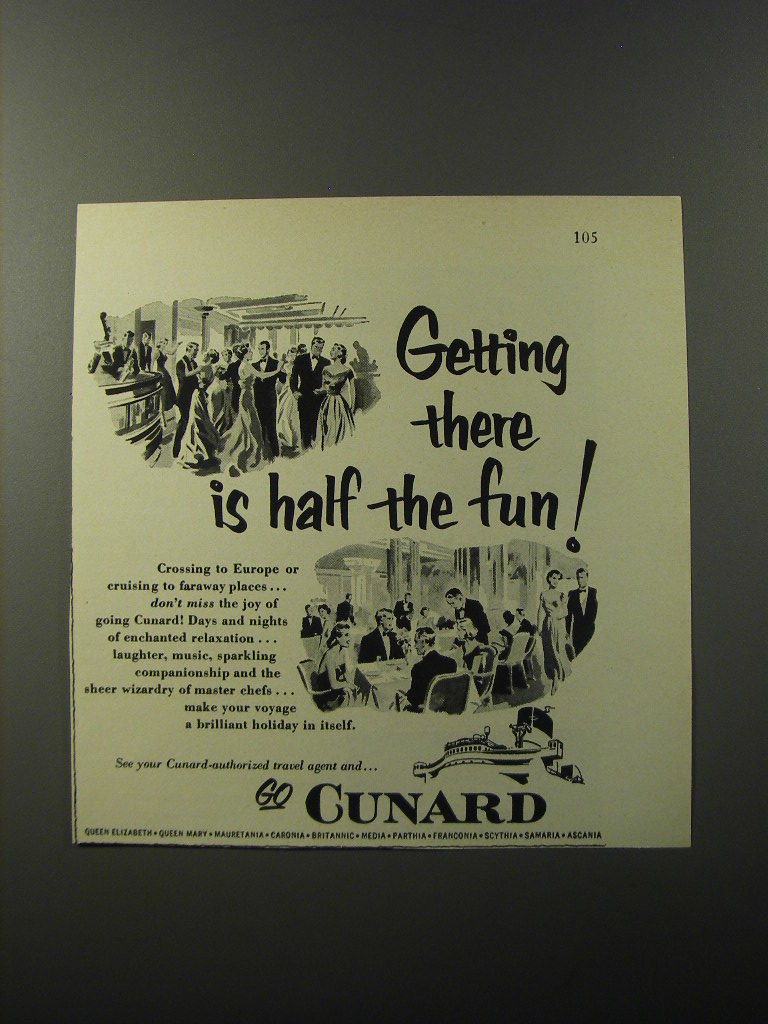 105
Getting
there
is half the fun!
Crossing to Europe or
cruising to faraway places...
don't miss the joy of
going Cunard! Days and nights
of enchanted relaxation...
laughter, music, sparkling
companionship and the
sheer wizardry of master chefs...
make your voyage
a brilliant holiday in itself.
See your Cunard-authorized travel agent and...
GO CUNARD
QUEEN ELIZABETH • QUEEN MARY • MAURETANIA • CARONIA • BRITANNIC • MEDIA • PARTHIA • FRANCONIA • SCYTHIA • SAMARIA • ASCANIA